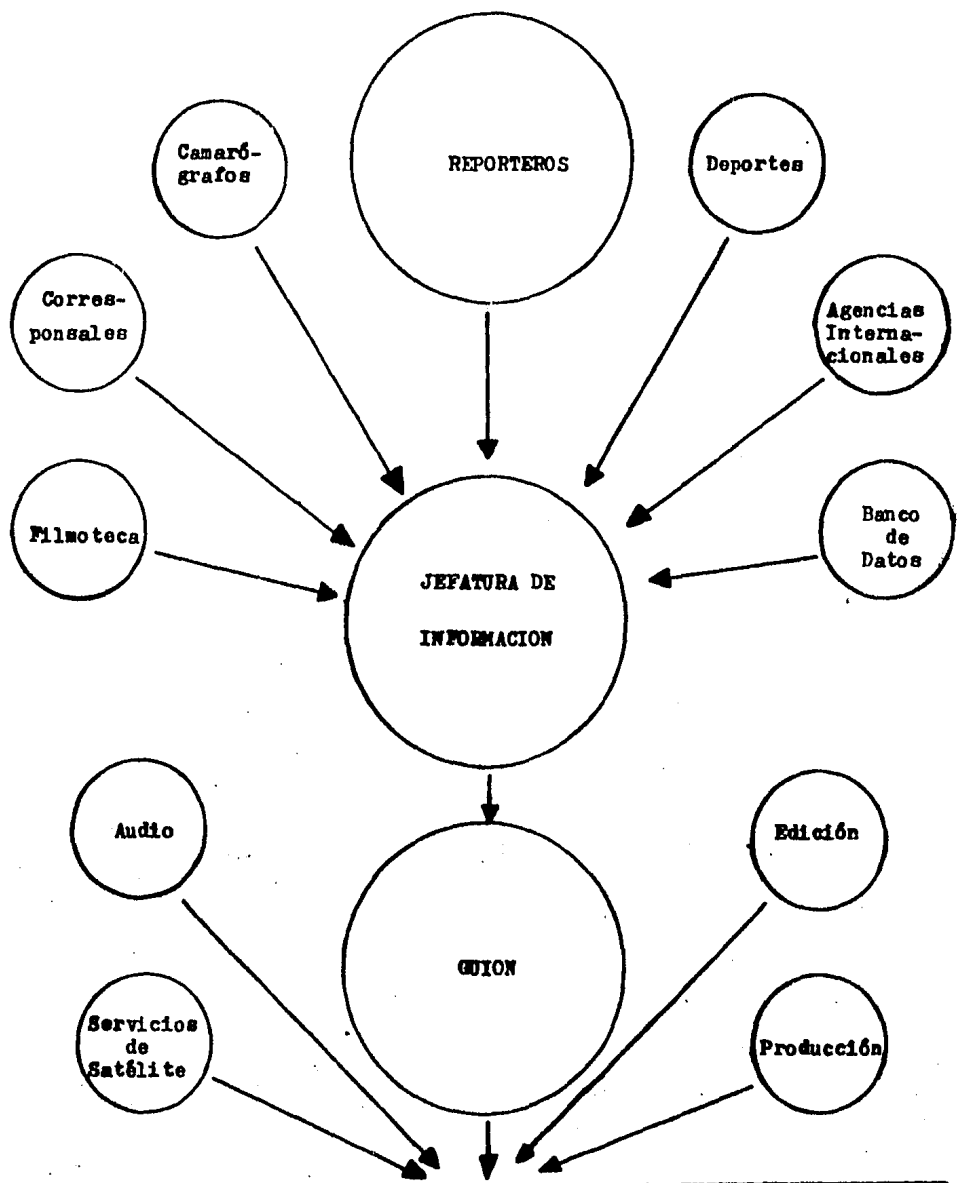 REPORTEROS
Camaró-
grafos
Deportes
Corres-
ponsales
Agencias
Interna-
cionales
Filmoteca
Banco
de
Datos
JEFATURA DE
INFORMACION
Audio
Edición
GUION
Servicios
de
Satélite
Producción